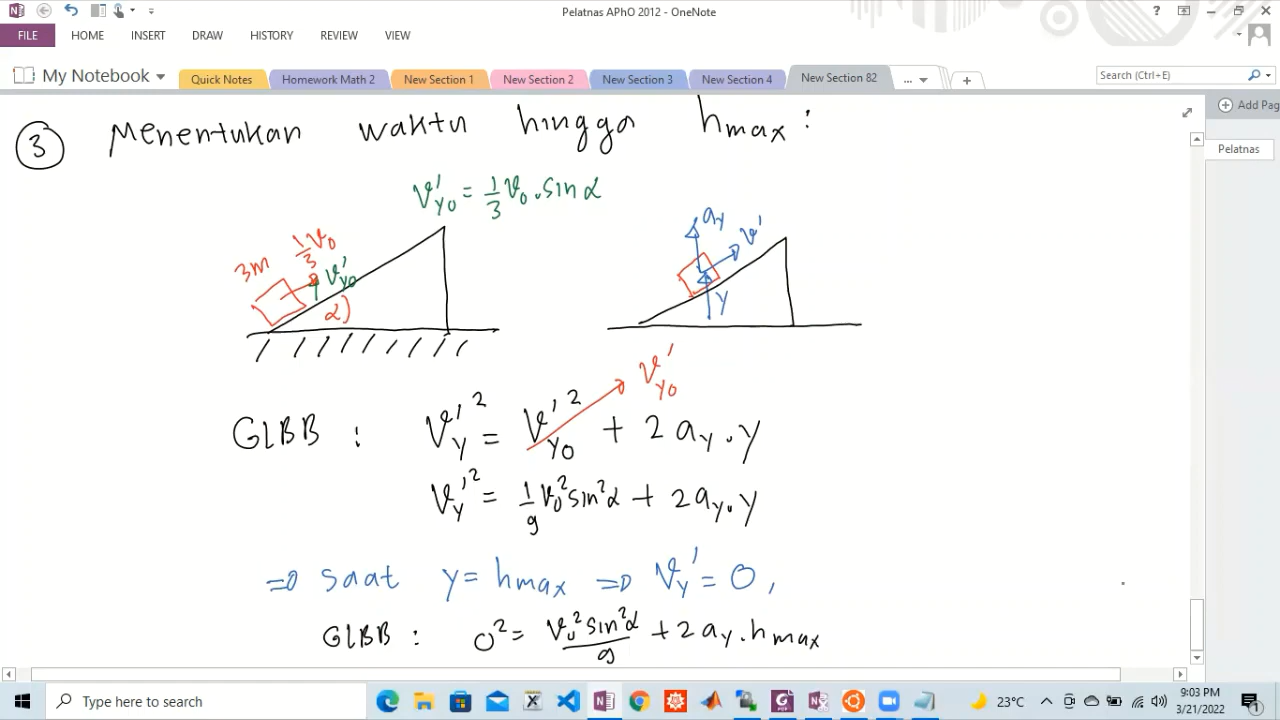 Pelatnas APhO 2012 - OneNote
FILE HOME INSERT DRAW HISTORY REVIEW VIEW
My Notebook Quick Notes Homework Math 2 New Section 1 New Section 2 New Section 3 New Section 4 New Section 82 ... + Search (Ctrl+E)
Add Pag
Pelatnas
③ Menentukan waktu hingga hmax :
V'y0 = 1/3 V0 . sin α
3m 1/3 V0 V'y0 α)
ay V' y
V'y0
GLBB : V'y² = V'y0² + 2 ay . y
V'y² = 1/9 V0² sin² α + 2 ay . y
⇒ saat y = hmax ⇒ V'y = 0,
GLBB : 0² = V0² sin² α / 9 + 2 ay . hmax
Type here to search 23°C 9:03 PM
3/21/2022